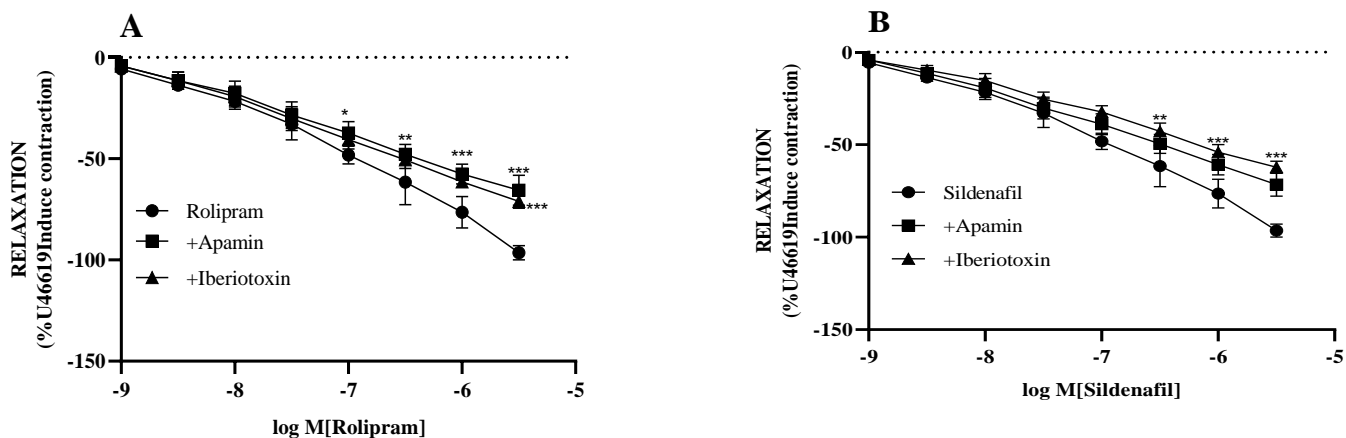 A
RELAXATION
(%U46619Induce contraction)
0
-50
-100
-150
*
**
***
***
***
Rolipram
+Apamin
+Iberiotoxin
-9 -8 -7 -6 -5
log M[Rolipram]
B
RELAXATION
(%U46619Induce contraction)
0
-50
-100
-150
**
***
***
Sildenafil
+Apamin
+Iberiotoxin
-9 -8 -7 -6 -5
log M[Sildenafil]